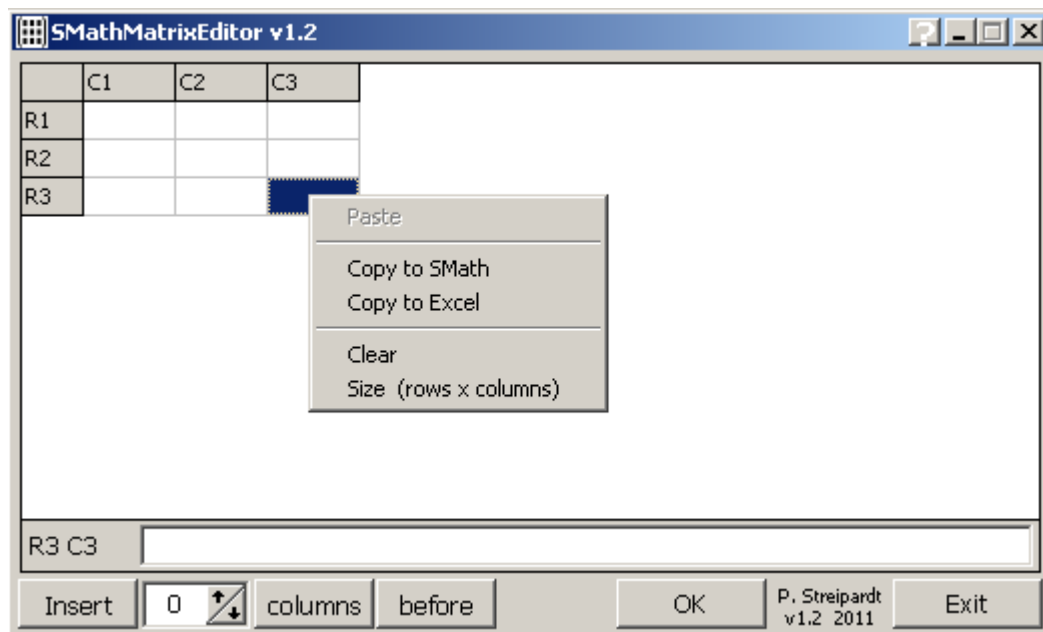 SMathMatrixEditor v1.2
C1 C2 C3
R1
R2
R3
Paste
Copy to SMath
Copy to Excel
Clear
Size (rows x columns)
R3 C3
Insert 0 columns before OK P. Streipardt Exit
v1.2 2011